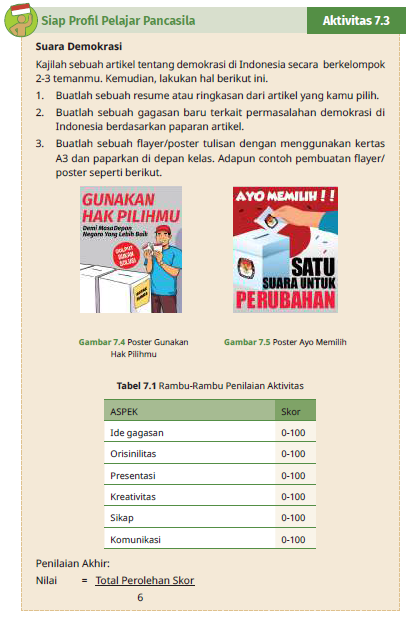 Siap Profil Pelajar Pancasila
Aktivitas 7.3
Suara Demokrasi
Kajilah sebuah artikel tentang demokrasi di Indonesia secara berkelompok
2-3 temanmu. Kemudian, lakukan hal berikut ini.
1. Buatlah sebuah resume atau ringkasan dari artikel yang kamu pilih.
2. Buatlah sebuah gagasan baru terkait permasalahan demokrasi di
Indonesia berdasarkan paparan artikel.
3. Buatlah sebuah flayer/poster tulisan dengan menggunakan kertas
A3 dan paparkan di depan kelas. Adapun contoh pembuatan flayer/
poster seperti berikut.
GUNAKAN
HAK PILIHMU
Demi Masa Depan
Negara Yang Lebih Baik
GOLPUT
BUKAN
SOLUSI
AYO MEMILIH ! !
SATU
SUARA UNTUK
PERUBAHAN
Gambar 7.4 Poster Gunakan
Hak Pilihmu
Gambar 7.5 Poster Ayo Memilih
Tabel 7.1 Rambu-Rambu Penilaian Aktivitas
ASPEK Skor
Ide gagasan 0-100
Orisinilitas 0-100
Presentasi 0-100
Kreativitas 0-100
Sikap 0-100
Komunikasi 0-100
Penilaian Akhir:
Nilai = Total Perolehan Skor
6